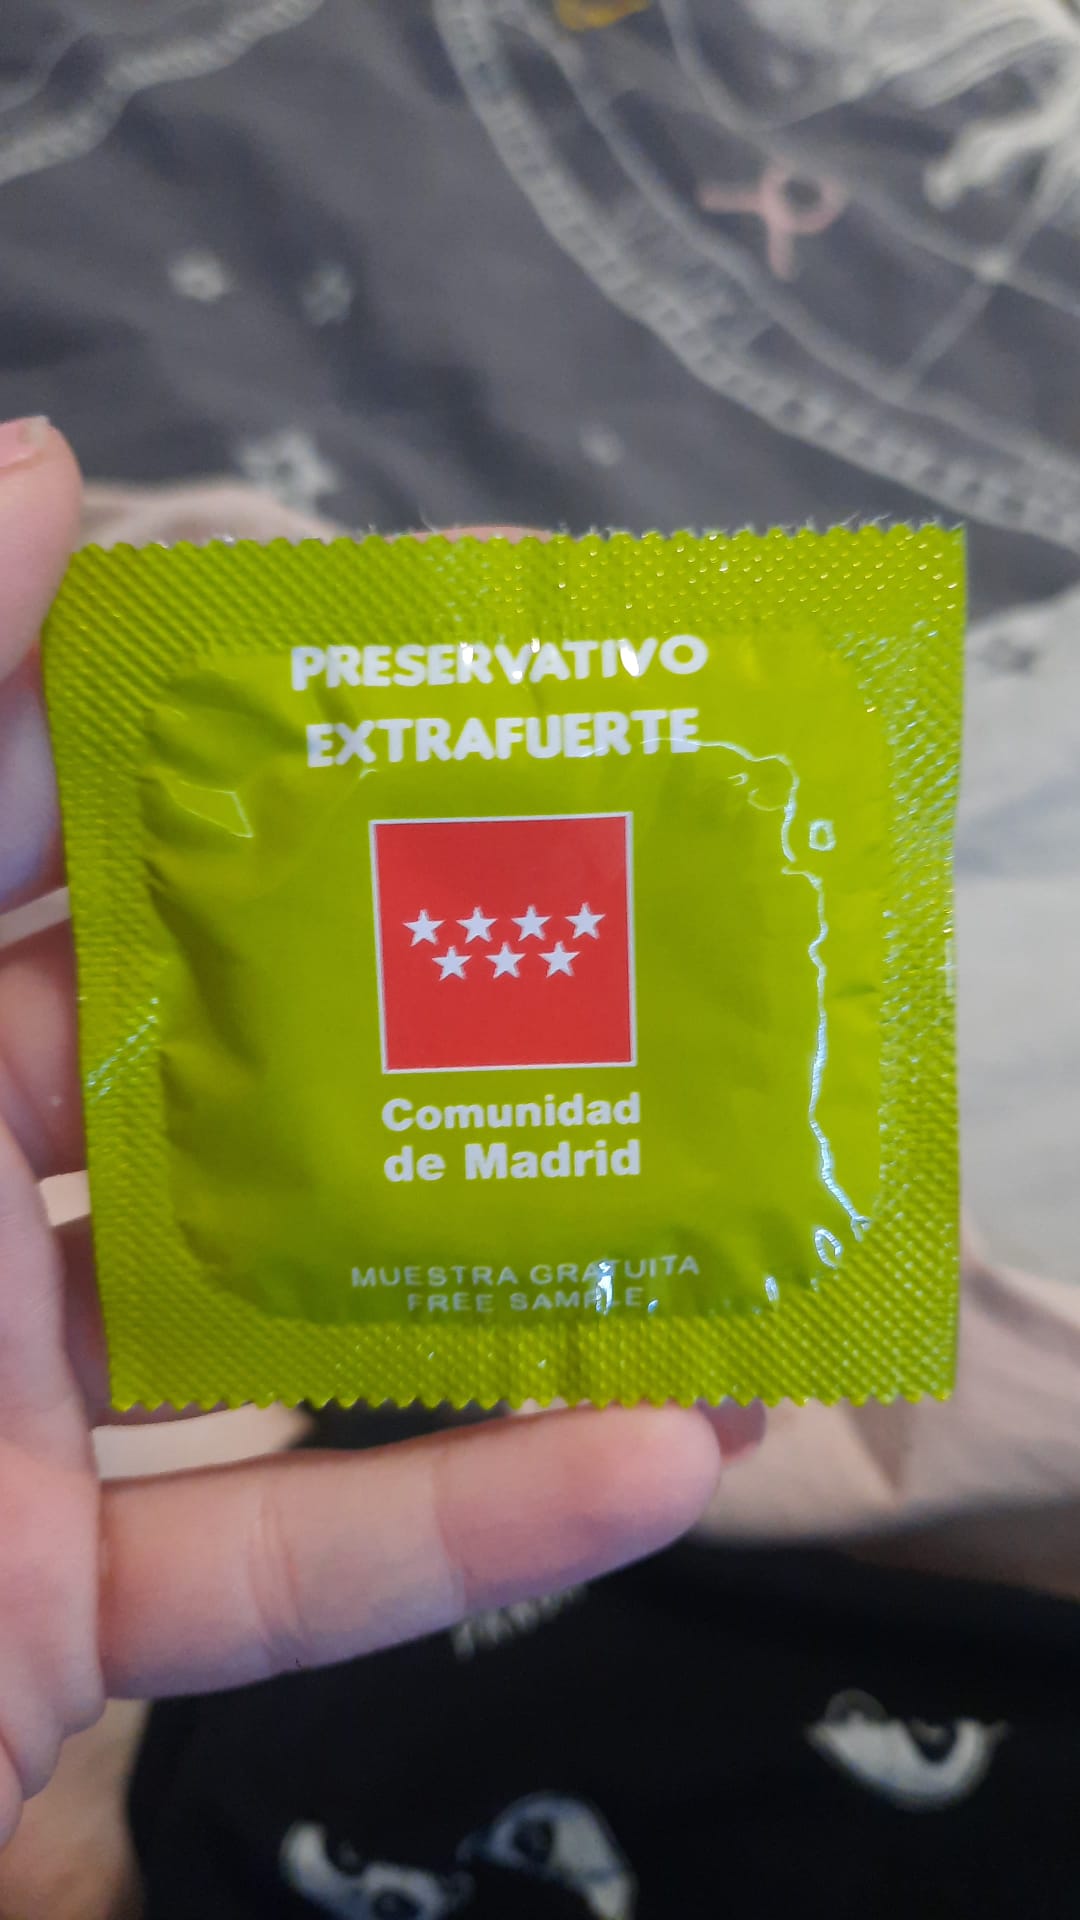 PRESERVATIVO
EXTRAFUERTE
Comunidad
de Madrid
MUESTRA GRATUITA
FREE SAMPLE